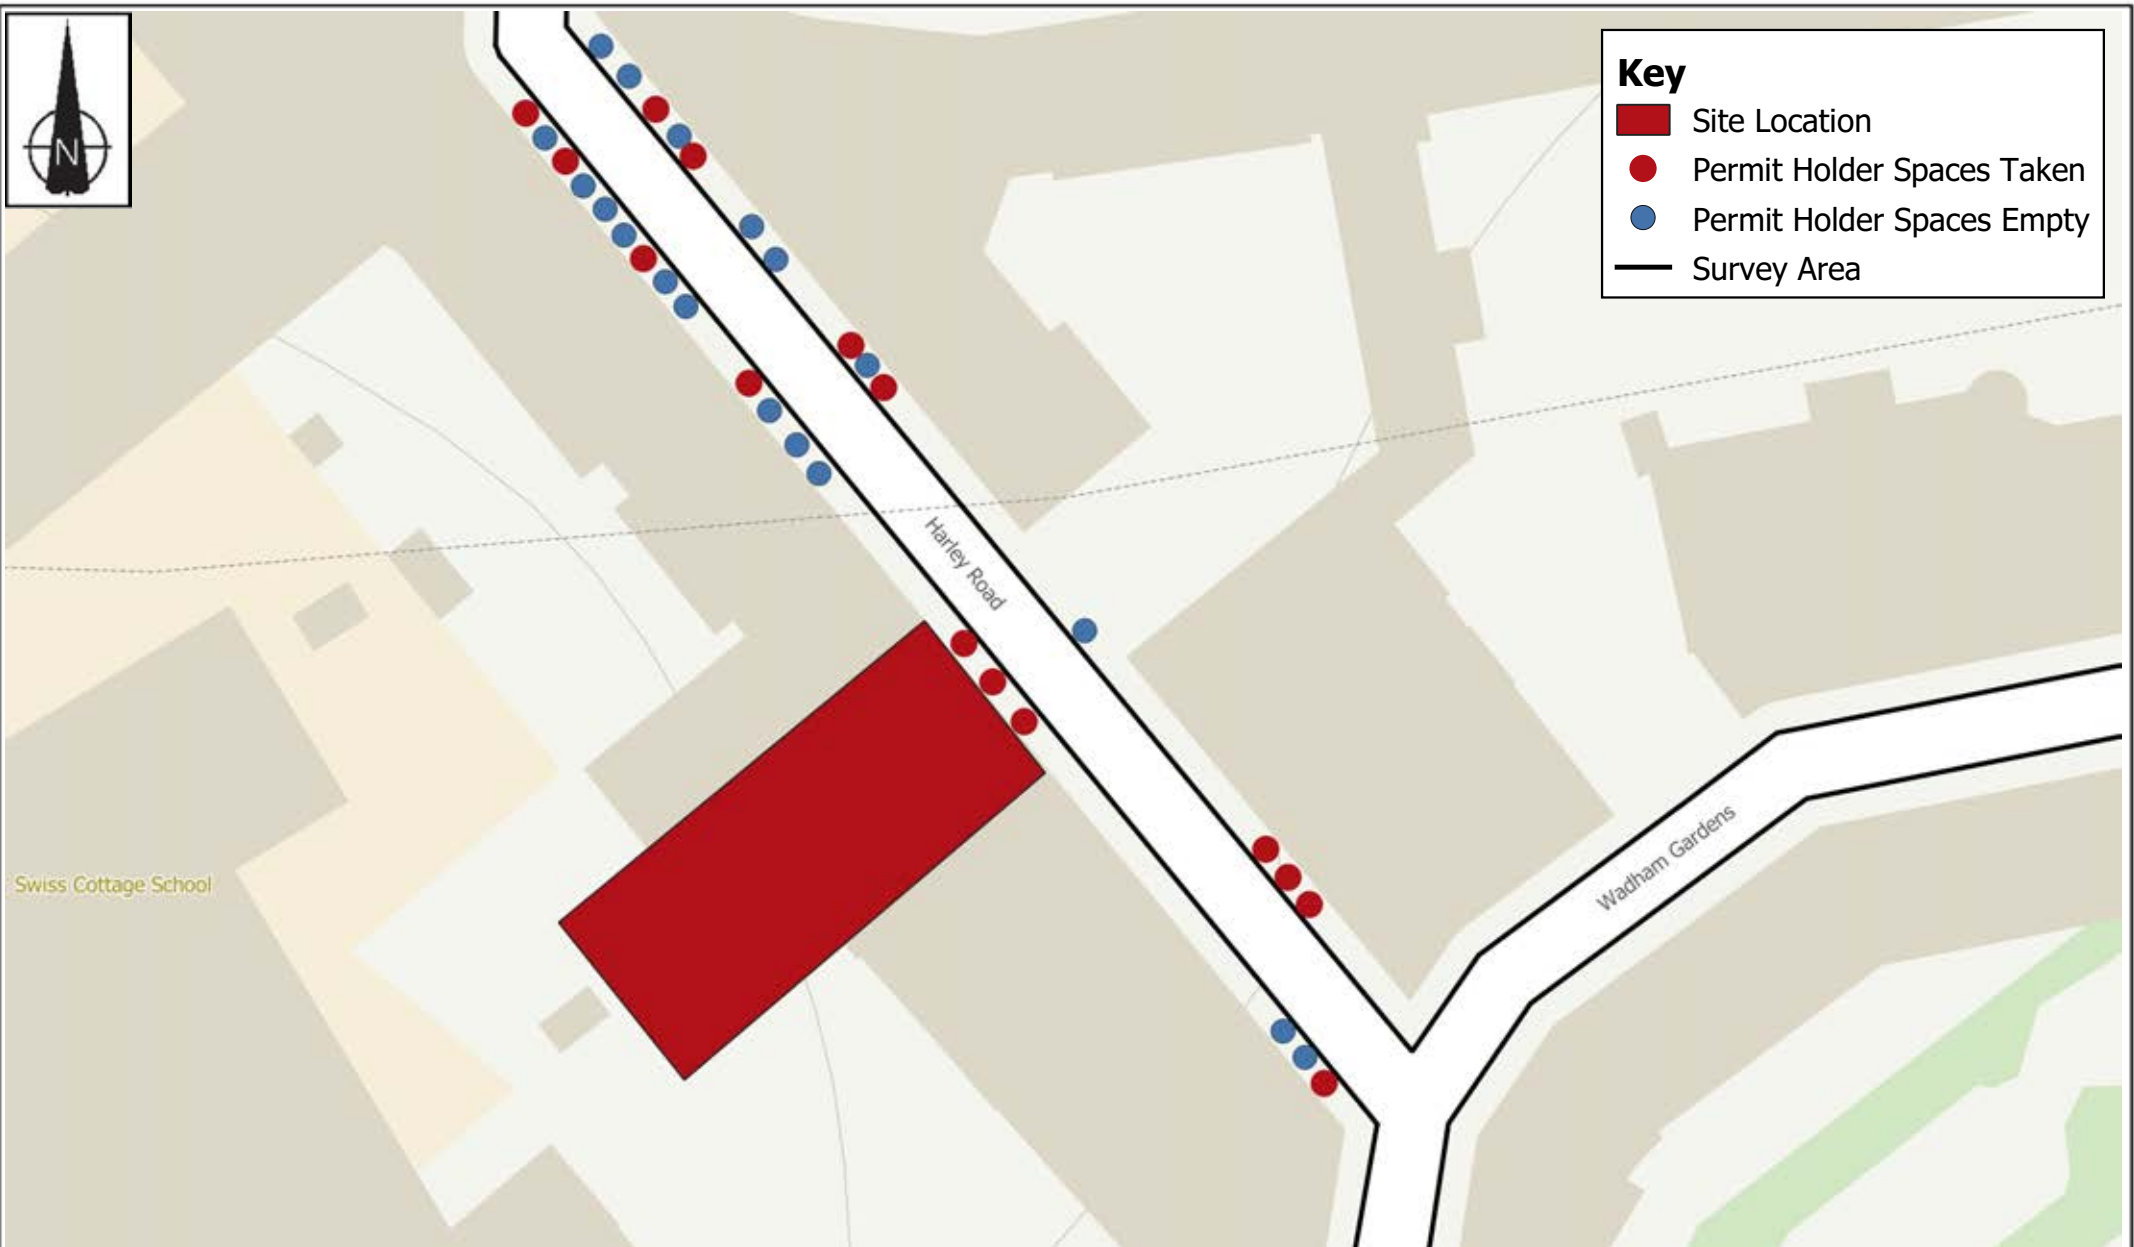 N
Key
Site Location
Permit Holder Spaces Taken
Permit Holder Spaces Empty
Survey Area
Harley Road
Wadham Gardens
Swiss Cottage School